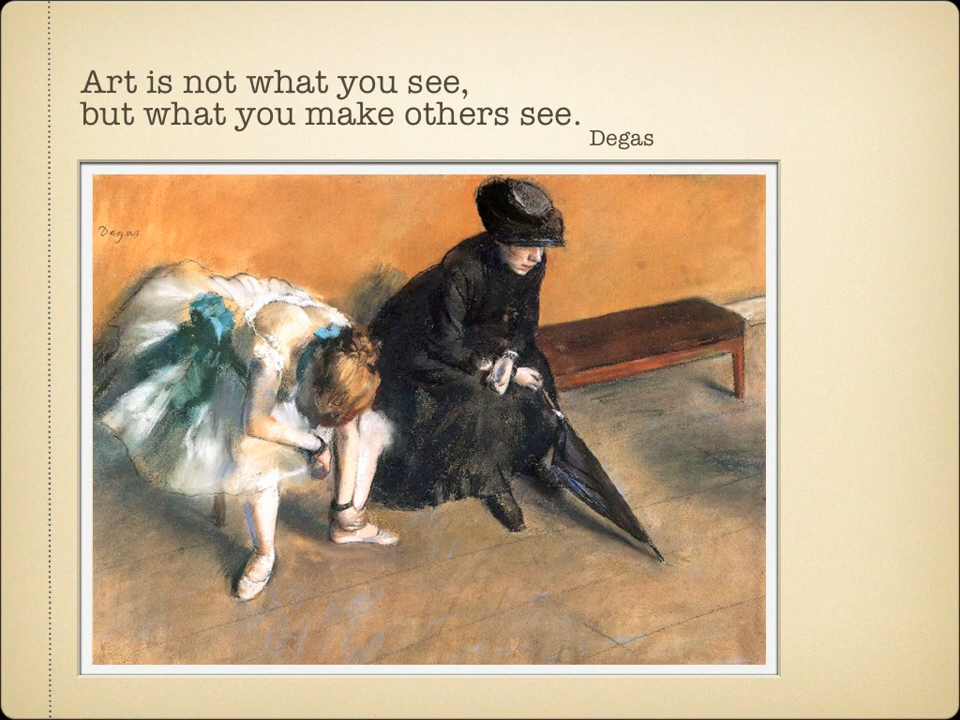 Art is not what you see,
but what you make others see.
Degas
Degas